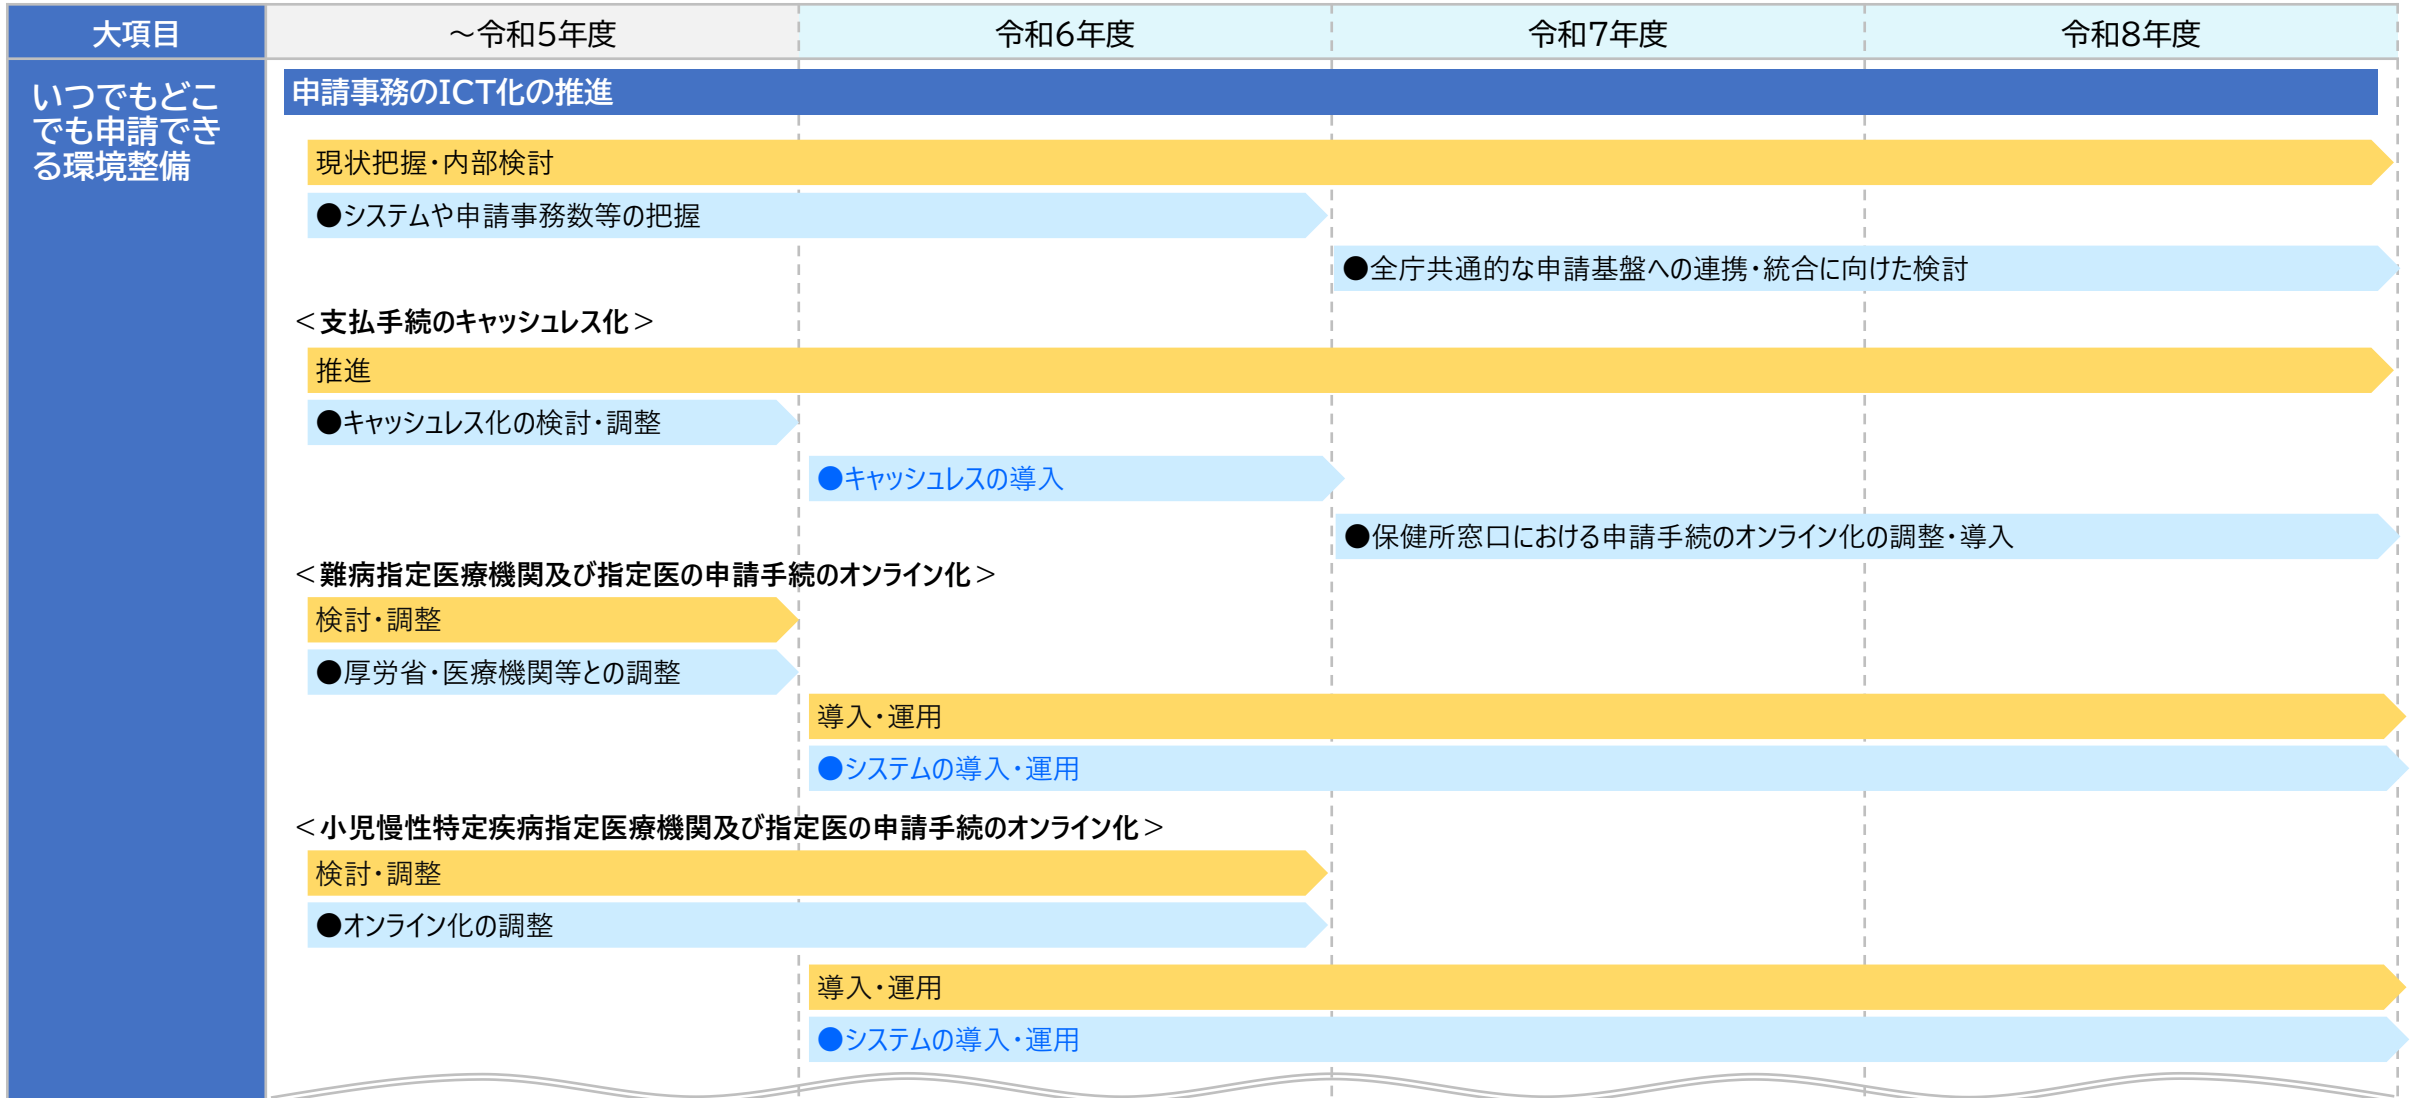 大項目
～令和5年度
令和6年度
令和7年度
令和8年度
いつでもどこ
でも申請でき
る環境整備
申請事務のICT化の推進
現状把握・内部検討
●システムや申請事務数等の把握
●全庁共通的な申請基盤への連携・統合に向けた検討
＜支払手続のキャッシュレス化＞
推進
●キャッシュレス化の検討・調整
●キャッシュレスの導入
●保健所窓口における申請手続のオンライン化の調整・導入
＜難病指定医療機関及び指定医の申請手続のオンライン化＞
検討・調整
●厚労省・医療機関等との調整
導入・運用
●システムの導入・運用
＜小児慢性特定疾病指定医療機関及び指定医の申請手続のオンライン化＞
検討・調整
●オンライン化の調整
導入・運用
●システムの導入・運用